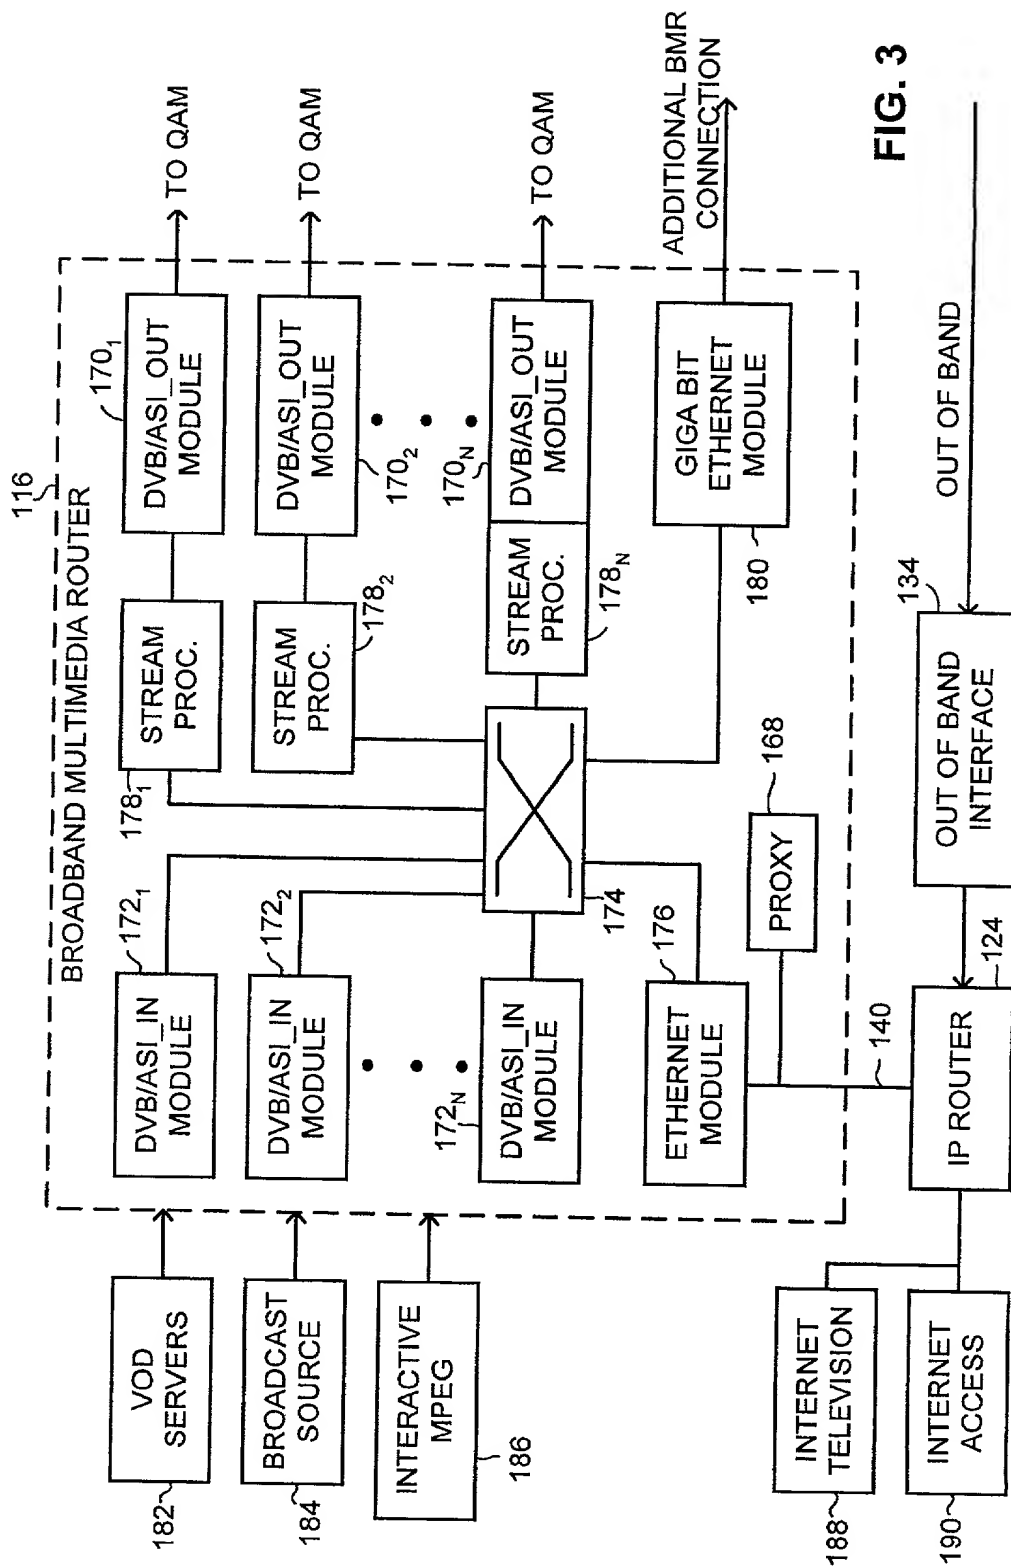 116
BROADBAND MULTIMEDIA ROUTER
VOD
SERVERS
182
BROADCAST
SOURCE
184
INTERACTIVE
MPEG
186
DVB/ASI_IN
MODULE
172₁
DVB/ASI_IN
MODULE
172₂
DVB/ASI_IN
MODULE
172N
STREAM
PROC.
178₁
STREAM
PROC.
178₂
STREAM
PROC.
178N
DVB/ASI_OUT
MODULE
170₁
DVB/ASI_OUT
MODULE
170₂
DVB/ASI_OUT
MODULE
170N
TO QAM
TO QAM
TO QAM
174
ETHERNET
MODULE
176
PROXY
168
GIGA BIT
ETHERNET
MODULE
180
ADDITIONAL BMR
CONNECTION
140
INTERNET
TELEVISION
188
INTERNET
ACCESS
190
IP ROUTER
124
OUT OF BAND
INTERFACE
134
OUT OF BAND
FIG. 3